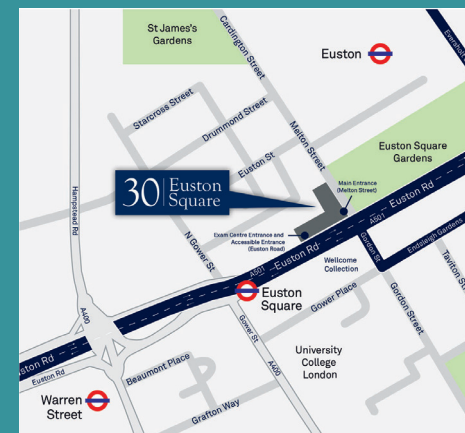 St James's
Gardens
Cardington Street
Euston
Eversholt
Starcross Street
Drummond Street
Melton Street
Euston St
Euston Square
Gardens
Hampstead Rd
30 Euston
Square
Main Entrance
(Melton Street)
Euston Rd
A501
Exam Centre Entrance and
Accessible Entrance
(Euston Road)
N Gower St
Euston Rd
A501
Wellcome
Collection
Gordon St
Endsleigh Gardens
Taviton St
Euston
Square
Gower Place
Gordon Street
A400
Gower St
University
College
London
Euston Rd
Euston Rd
Beaumont Place
A400
Warren
Street
Grafton Way